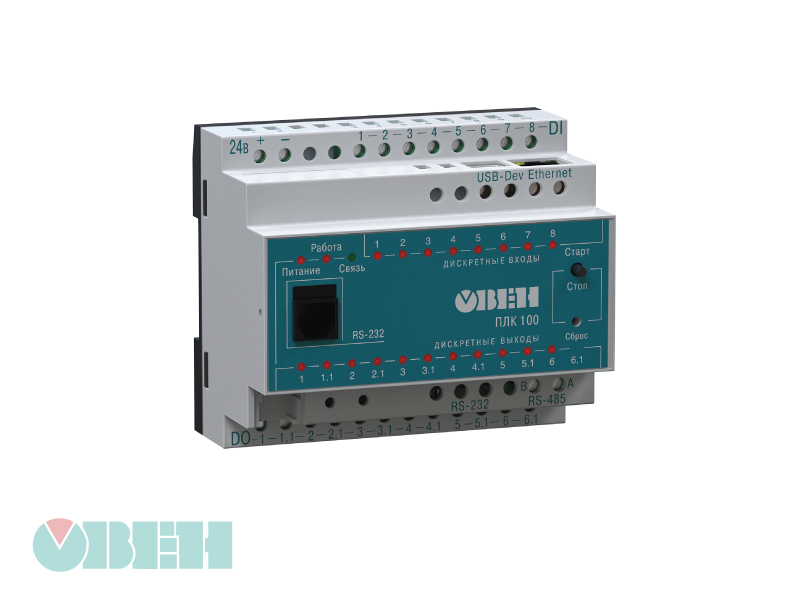 24В + – 1 – 2 – 3 – 4 – 5 – 6 – 7 – 8 – DI
USB-Dev Ethernet
Работа
Питание
Связь
1 2 3 4 5 6 7 8
ДИСКРЕТНЫЕ ВХОДЫ
Старт
Стоп
ОВЕН
ПЛК 100
RS-232
ДИСКРЕТНЫЕ ВЫХОДЫ
Сброс
1 1.1 2 2.1 3 3.1 4 4.1 5 5.1 6 6.1
B A
RS-232 RS-485
DO – 1 – 1.1 – 2 – 2.1 – 3 – 3.1 – 4 – 4.1 5 – 5.1 – 6 – 6.1
ОВЕН